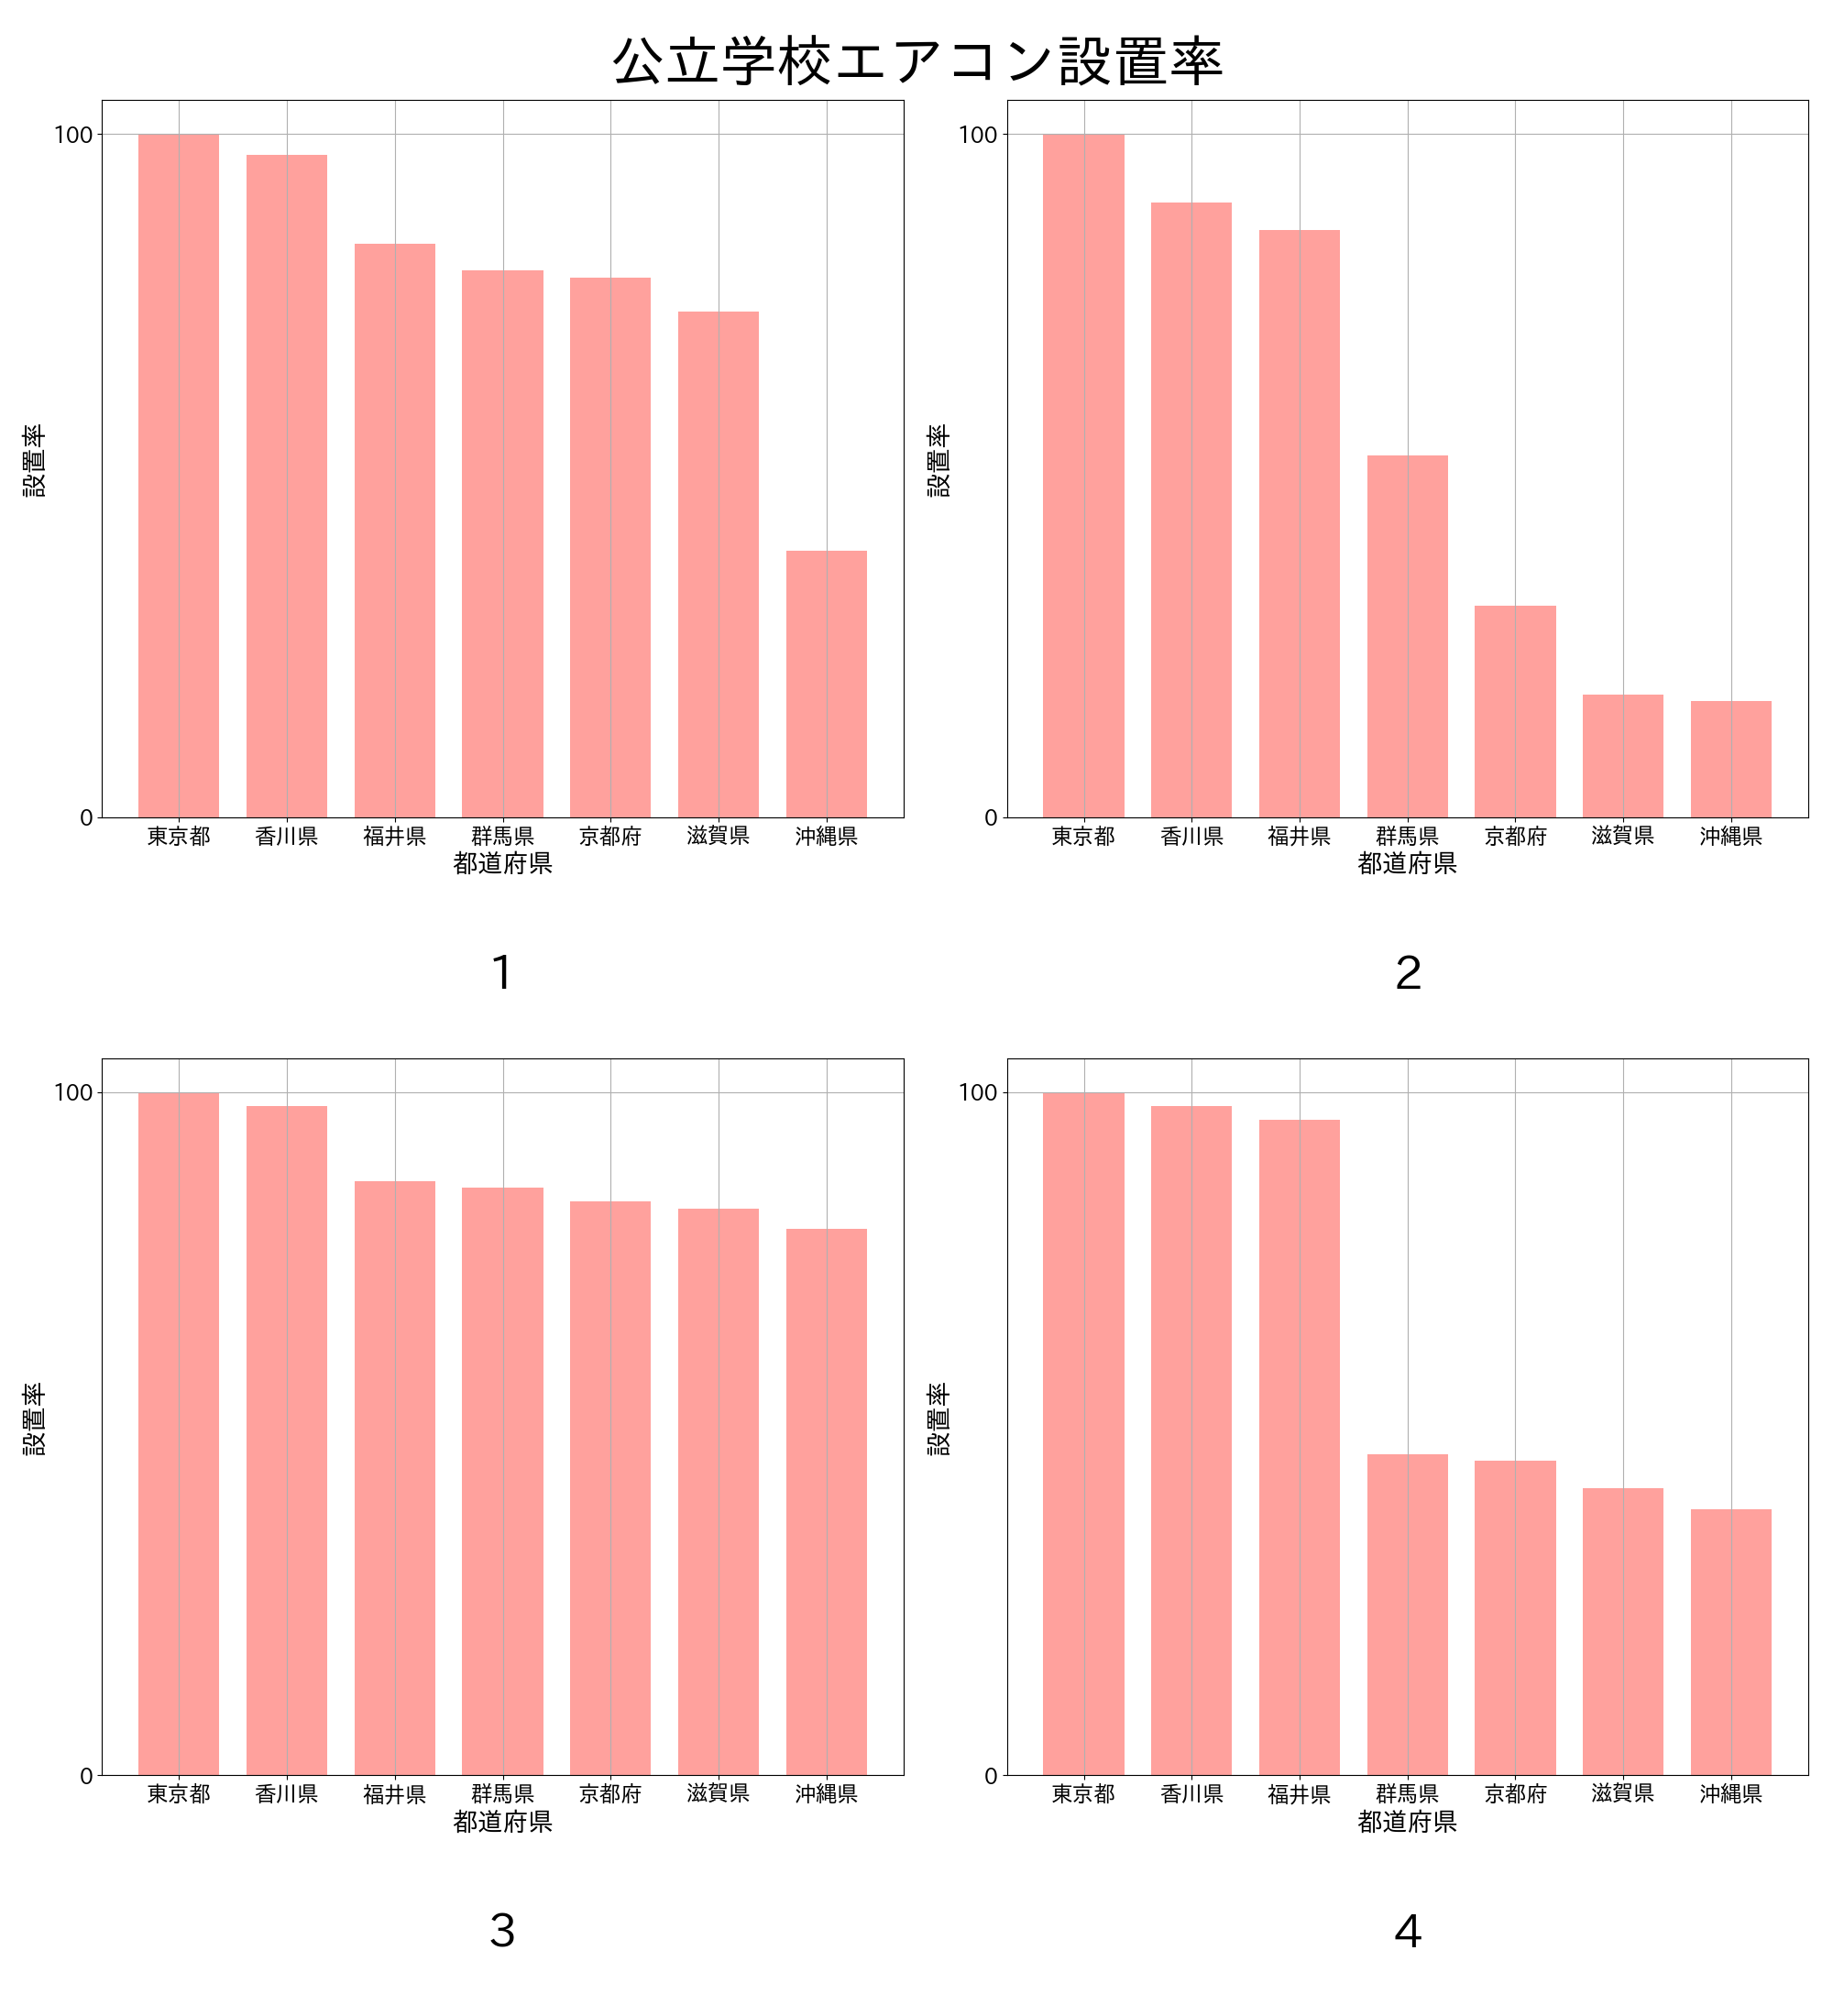 公立学校エアコン設置率
100
設置率
0
東京都 香川県 福井県 群馬県 京都府 滋賀県 沖縄県
都道府県
1
100
設置率
0
東京都 香川県 福井県 群馬県 京都府 滋賀県 沖縄県
都道府県
2
100
設置率
0
東京都 香川県 福井県 群馬県 京都府 滋賀県 沖縄県
都道府県
3
100
設置率
0
東京都 香川県 福井県 群馬県 京都府 滋賀県 沖縄県
都道府県
4